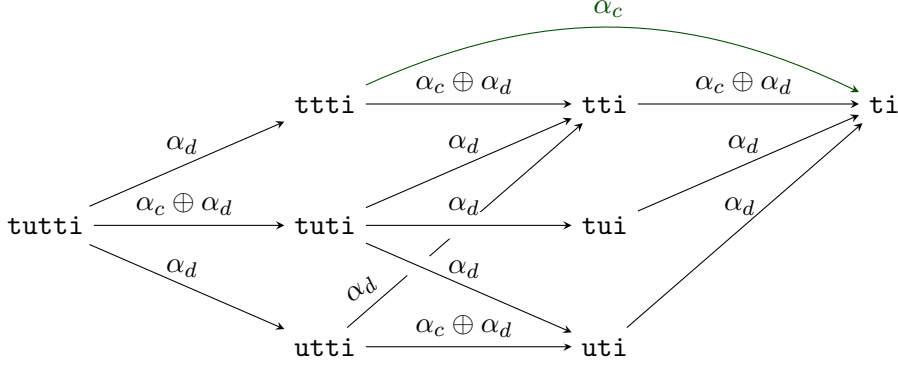 α_c
α_c ⊕ α_d α_c ⊕ α_d
ttti tti ti
α_d α_d α_d
α_c ⊕ α_d α_d α_d
tutti tuti tui
α_d α_d α_d
α_c ⊕ α_d
utti uti